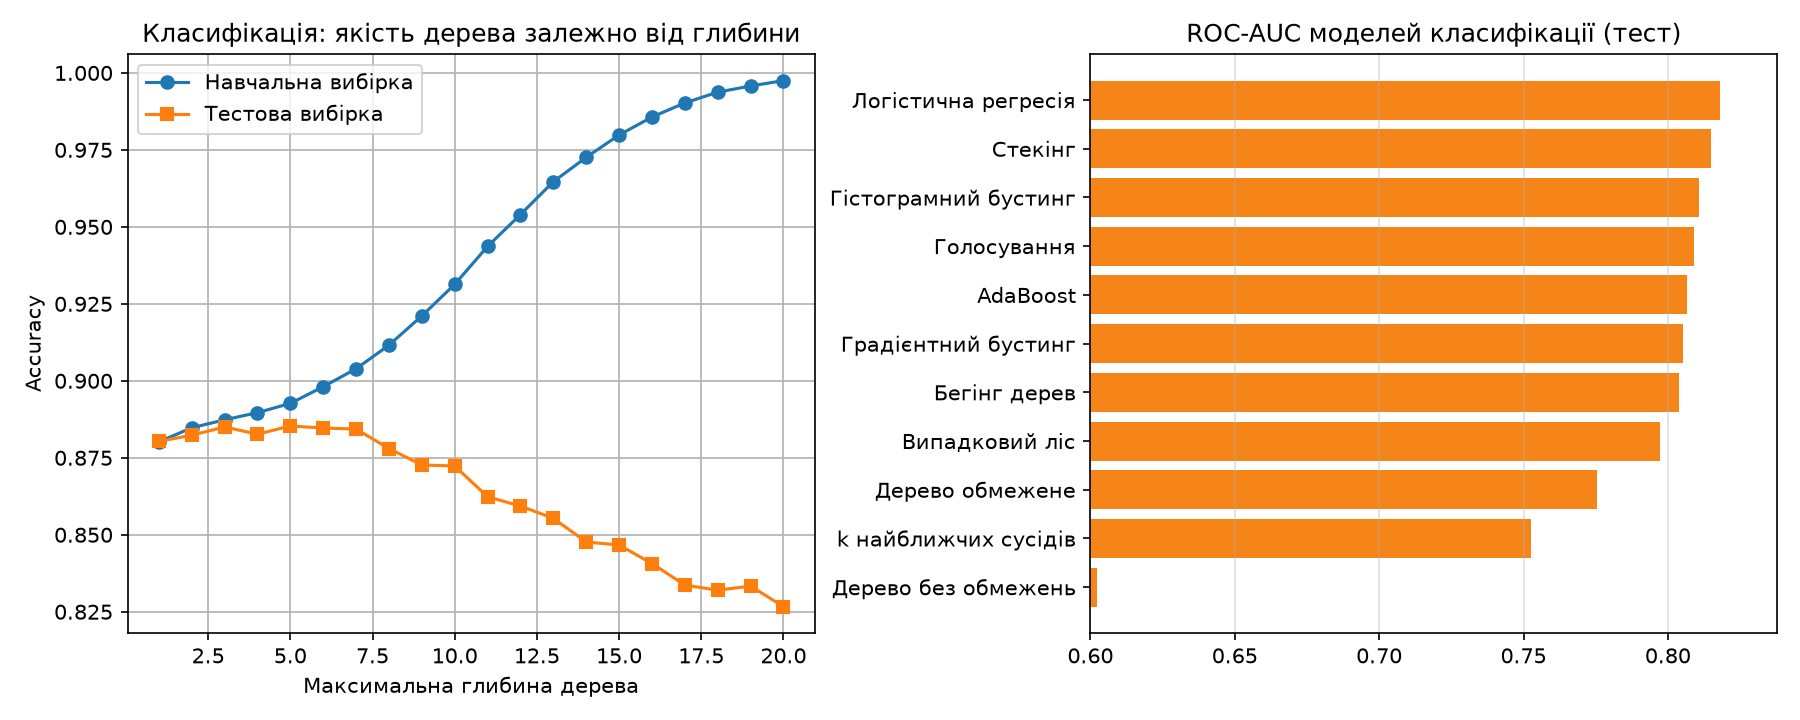 Класифікація: якість дерева залежно від глибини
Навчальна вибірка
Тестова вибірка
Accuracy
1.000
0.975
0.950
0.925
0.900
0.875
0.850
0.825
2.5 5.0 7.5 10.0 12.5 15.0 17.5 20.0
Максимальна глибина дерева
ROC-AUC моделей класифікації (тест)
Логістична регресія
Стекінг
Гістограмний бустинг
Голосування
AdaBoost
Градієнтний бустинг
Бегінг дерев
Випадковий ліс
Дерево обмежене
k найближчих сусідів
Дерево без обмежень
0.60 0.65 0.70 0.75 0.80